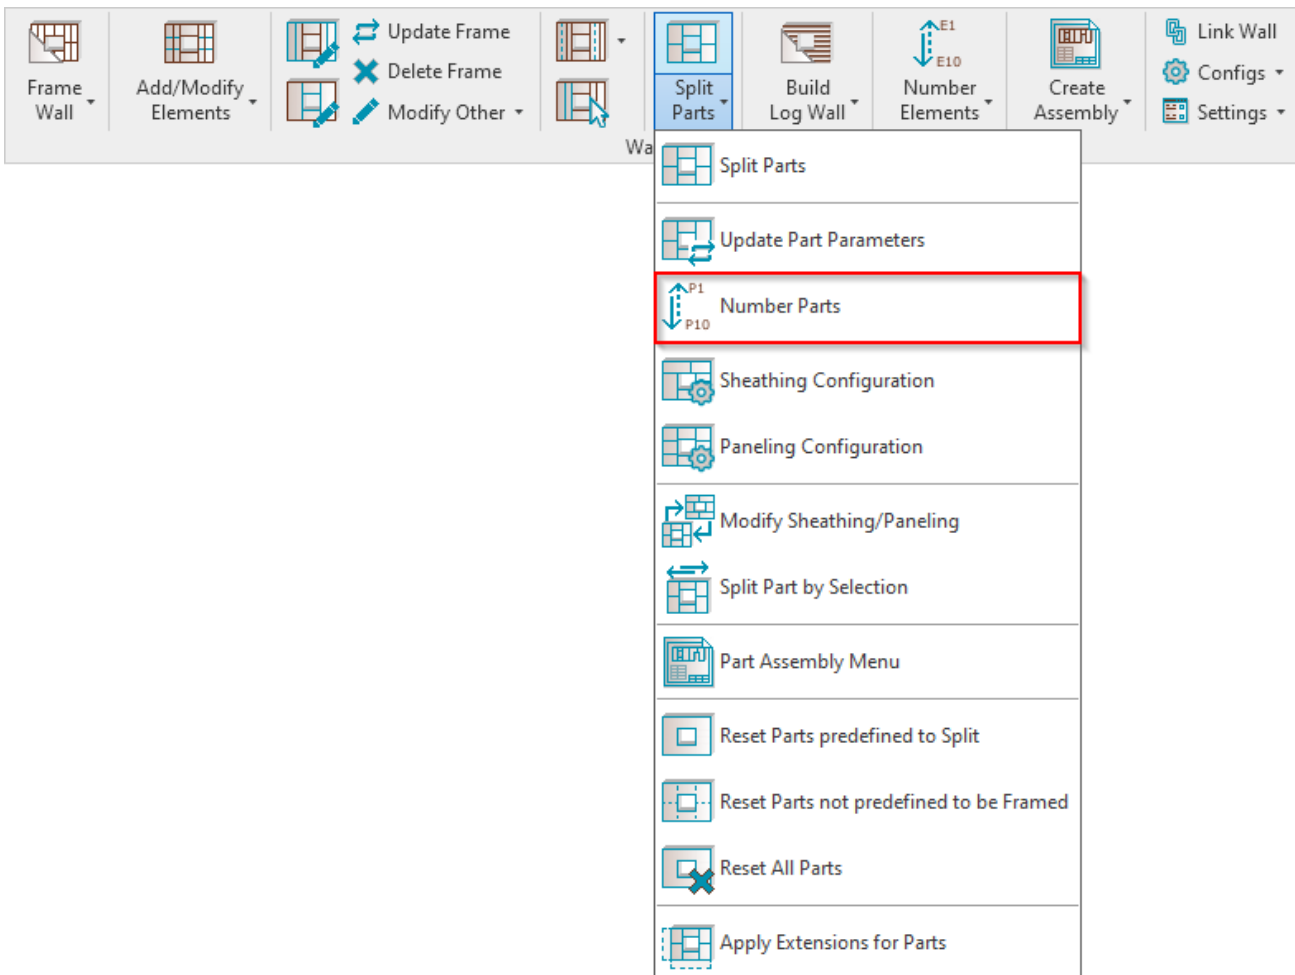 Frame
Wall
Add/Modify
Elements
Update Frame
Delete Frame
Modify Other
Split
Parts
Build
Log Wall
E1
E10
Number
Elements
Create
Assembly
Link Wall
Configs
Settings
Wa
Split Parts
Update Part Parameters
P1
P10
Number Parts
Sheathing Configuration
Paneling Configuration
Modify Sheathing/Paneling
Split Part by Selection
Part Assembly Menu
Reset Parts predefined to Split
Reset Parts not predefined to be Framed
Reset All Parts
Apply Extensions for Parts